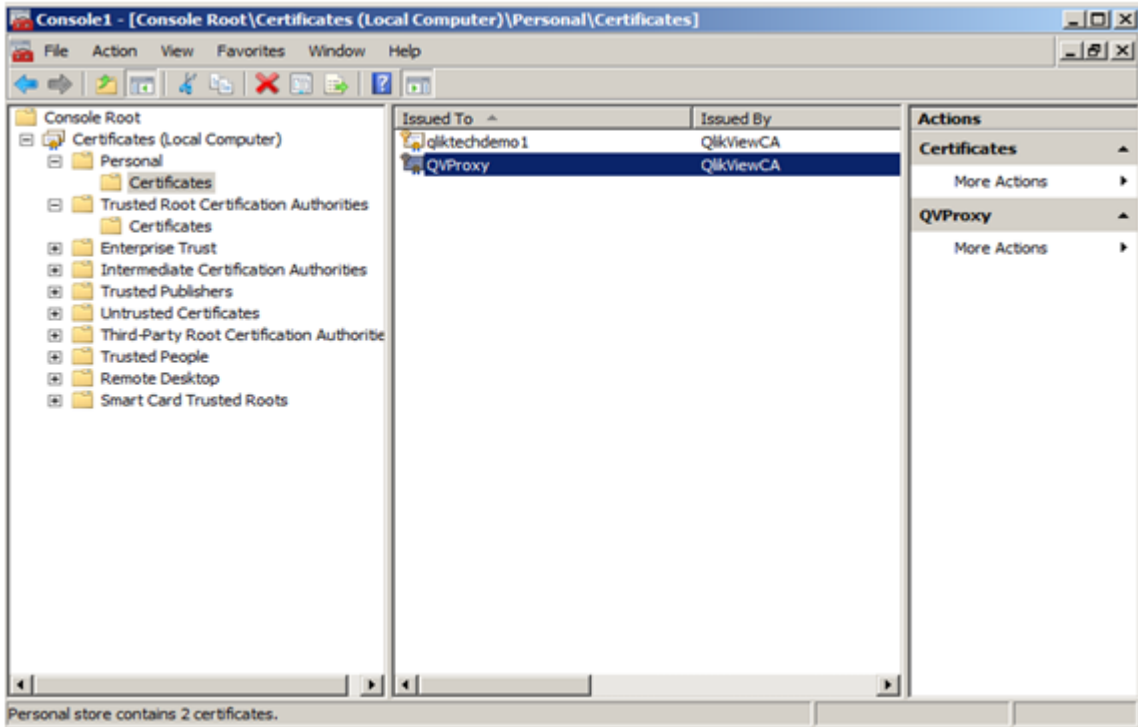 Console1 - [Console Root\Certificates (Local Computer)\Personal\Certificates]
File Action View Favorites Window Help
Console Root
Certificates (Local Computer)
Personal
Certificates
Trusted Root Certification Authorities
Certificates
Enterprise Trust
Intermediate Certification Authorities
Trusted Publishers
Untrusted Certificates
Third-Party Root Certification Authoritie
Trusted People
Remote Desktop
Smart Card Trusted Roots
Issued To Issued By
qliktechdemo1 QlikViewCA
QVProxy QlikViewCA
Actions
Certificates
More Actions
QVProxy
More Actions
Personal store contains 2 certificates.